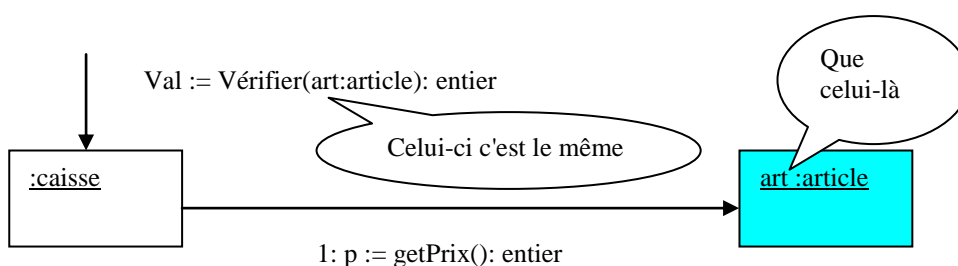 Que
celui-là
Val := Vérifier(art:article): entier
Celui-ci c'est le même
:caisse
art :article
1: p := getPrix(): entier